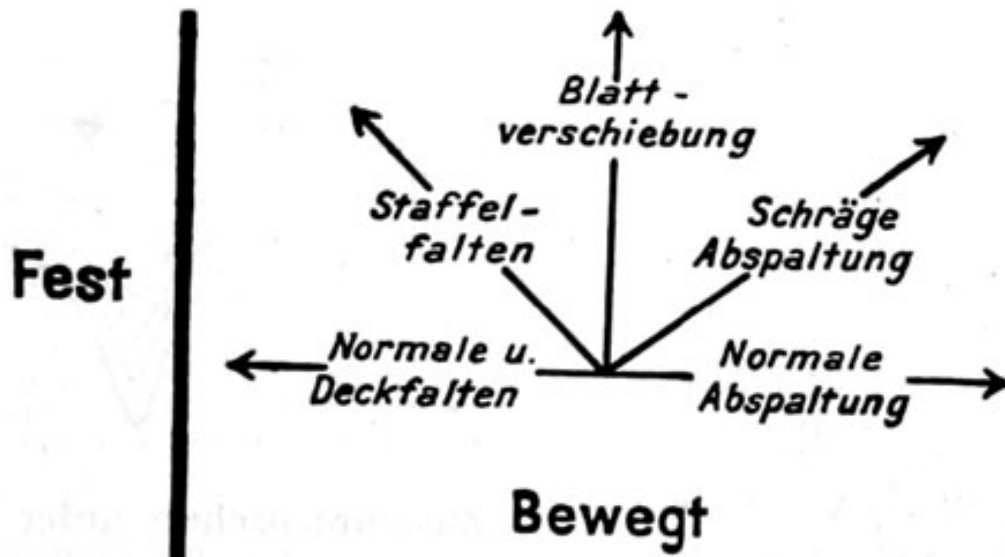 Blatt-
verschiebung
Staffel-
falten
Schräge
Abspaltung
Fest
Normale u.
Deckfalten
Normale
Abspaltung
Bewegt